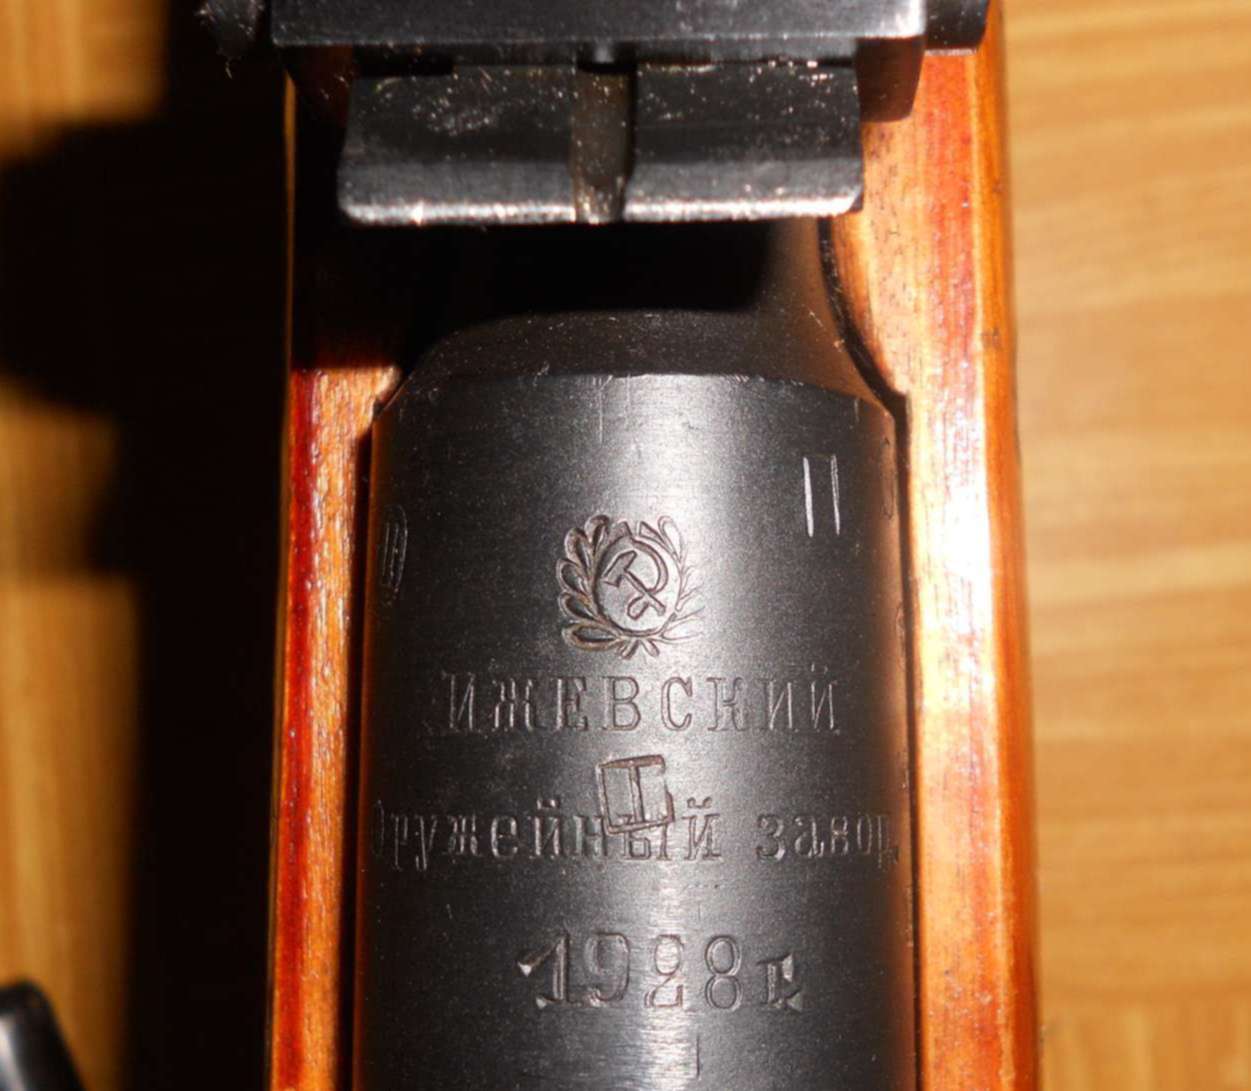 П
ИЖЕВСКИЙ
Т
Оружейный завод
1928г.